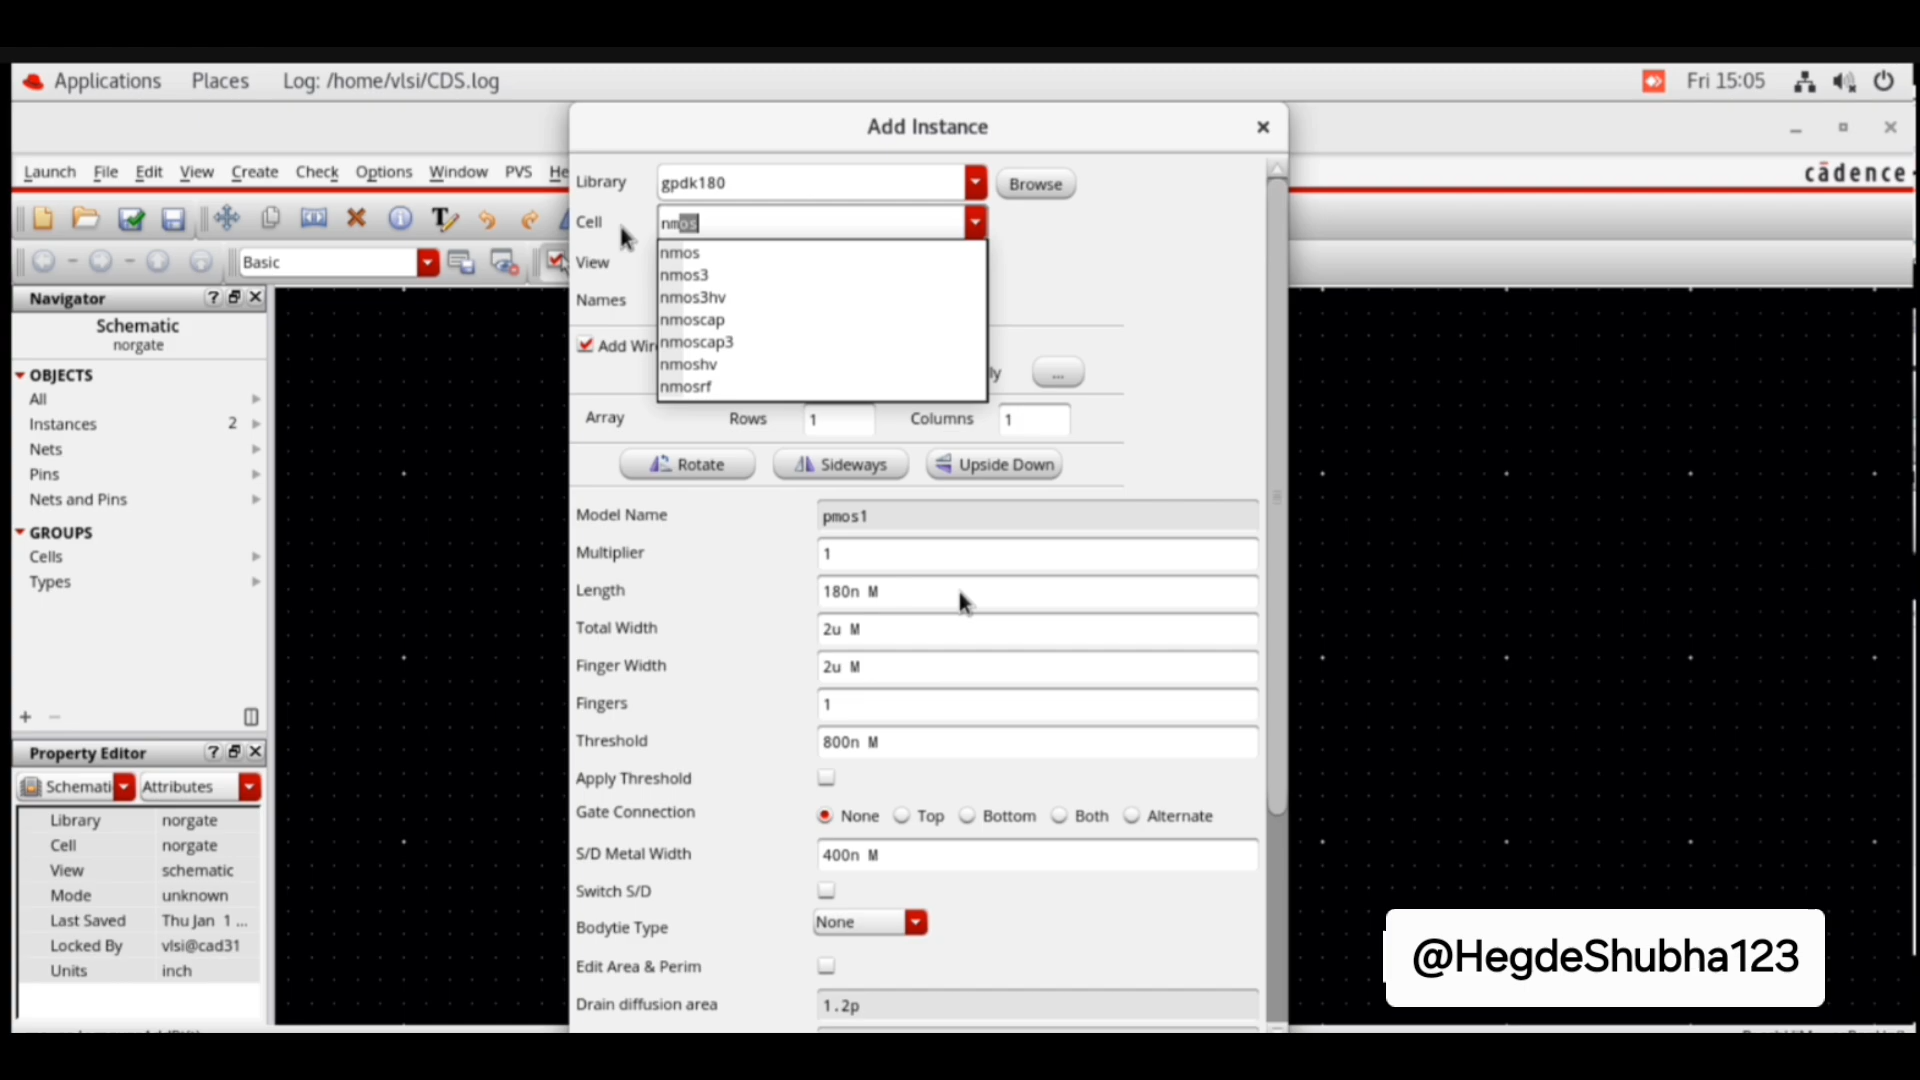 Applications Places Log: /home/vlsi/CDS.log Fri 15:05
Add Instance
Launch File Edit View Create Check Options Window PVS He
cādence
Library gpdk180 Browse
Cell nmos
View
Names
nmos
nmos3
nmos3hv
nmoscap
nmoscap3
nmoshv
nmosrf
Add Wir
ly ...
Array Rows 1 Columns 1
Rotate Sideways Upside Down
Model Name pmos1
Multiplier 1
Length 180n M
Total Width 2u M
Finger Width 2u M
Fingers 1
Threshold 800n M
Apply Threshold
Gate Connection None Top Bottom Both Alternate
S/D Metal Width 400n M
Switch S/D
Bodytie Type None
Edit Area & Perim
Drain diffusion area 1.2p
Basic
Navigator
Schematic
norgate
OBJECTS
All
Instances 2
Nets
Pins
Nets and Pins
GROUPS
Cells
Types
Property Editor
Schemati Attributes
Library norgate
Cell norgate
View schematic
Mode unknown
Last Saved Thu Jan 1 ...
Locked By vlsi@cad31
Units inch
@HegdeShubha123